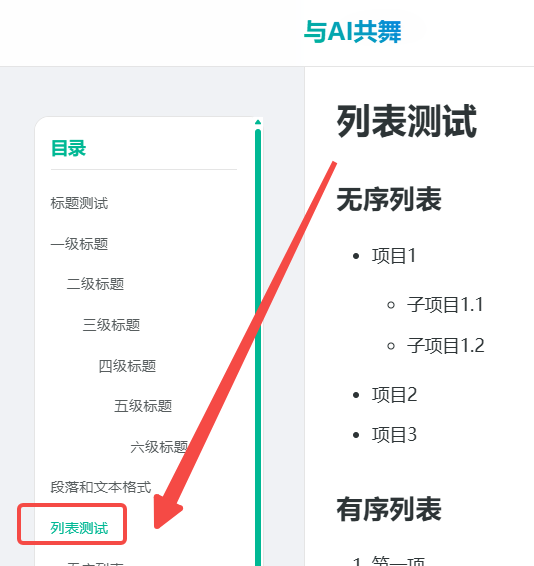 与AI共舞
目录
标题测试
一级标题
二级标题
三级标题
四级标题
五级标题
六级标题
段落和文本格式
列表测试
无序列表
列表测试
无序列表
项目1
子项目1.1
子项目1.2
项目2
项目3
有序列表
1. 第一项